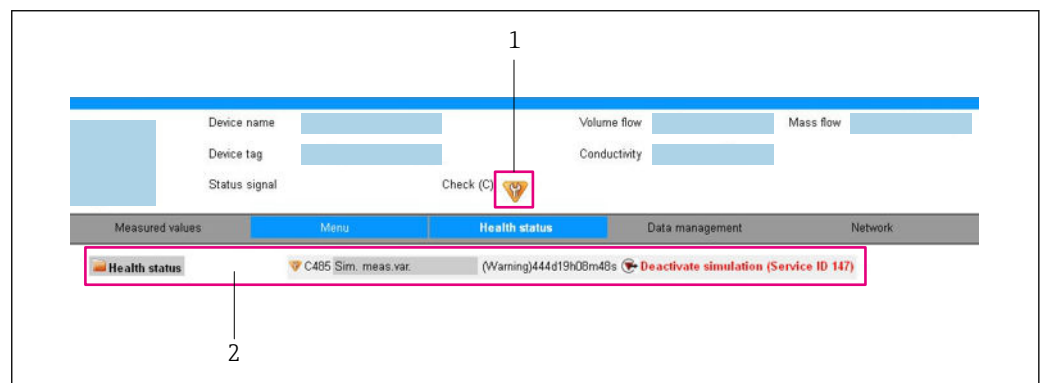 1
Device name Volume flow Mass flow
Device tag Conductivity
Status signal Check (C)
Measured values Menu Health status Data management Network
Health status C485 Sim. meas.var. (Warning)444d19h08m48s Deactivate simulation (Service ID 147)
2